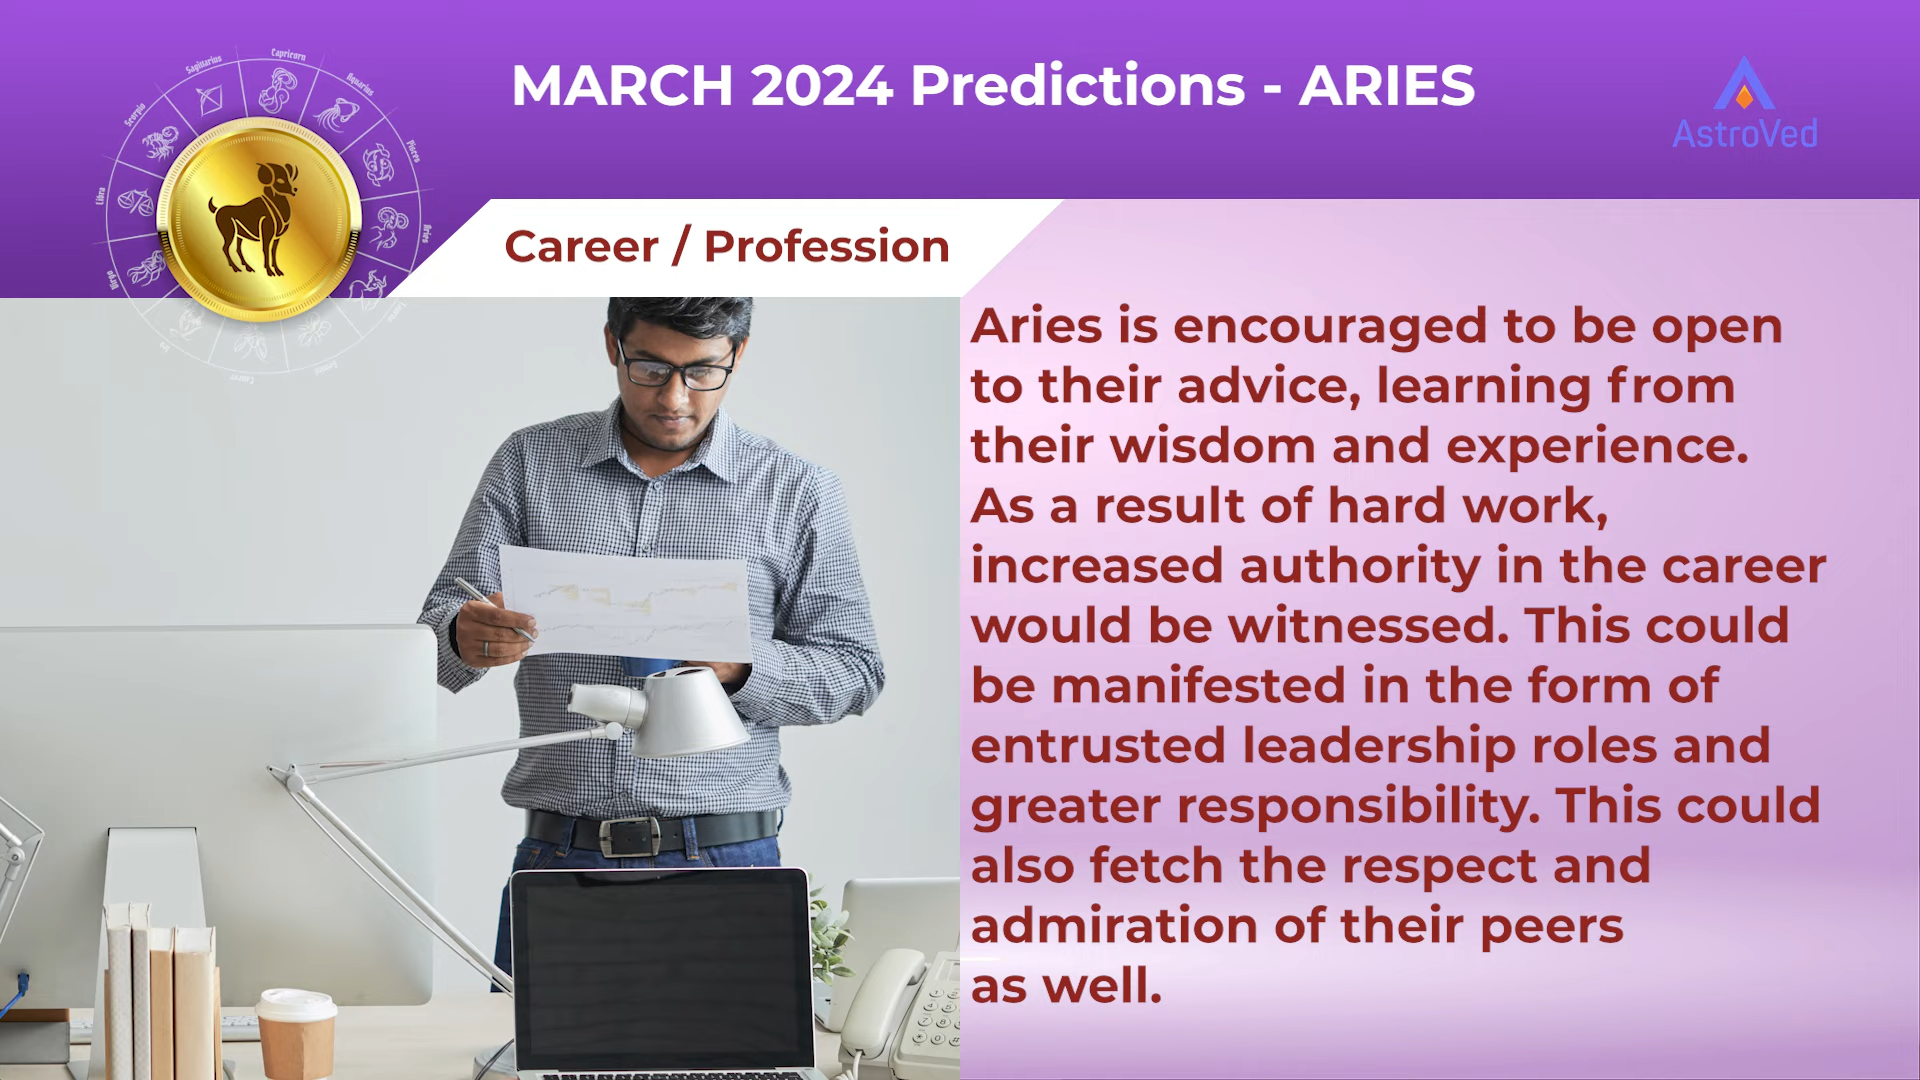 MARCH 2024 Predictions - ARIES
AstroVed
Capricorn
Sagittarius
Aquarius
Scorpio
Pisces
Libra
Aries
Virgo
Career / Profession
Aries is encouraged to be open
to their advice, learning from
their wisdom and experience.
As a result of hard work,
increased authority in the career
would be witnessed. This could
be manifested in the form of
entrusted leadership roles and
greater responsibility. This could
also fetch the respect and
admiration of their peers
as well.